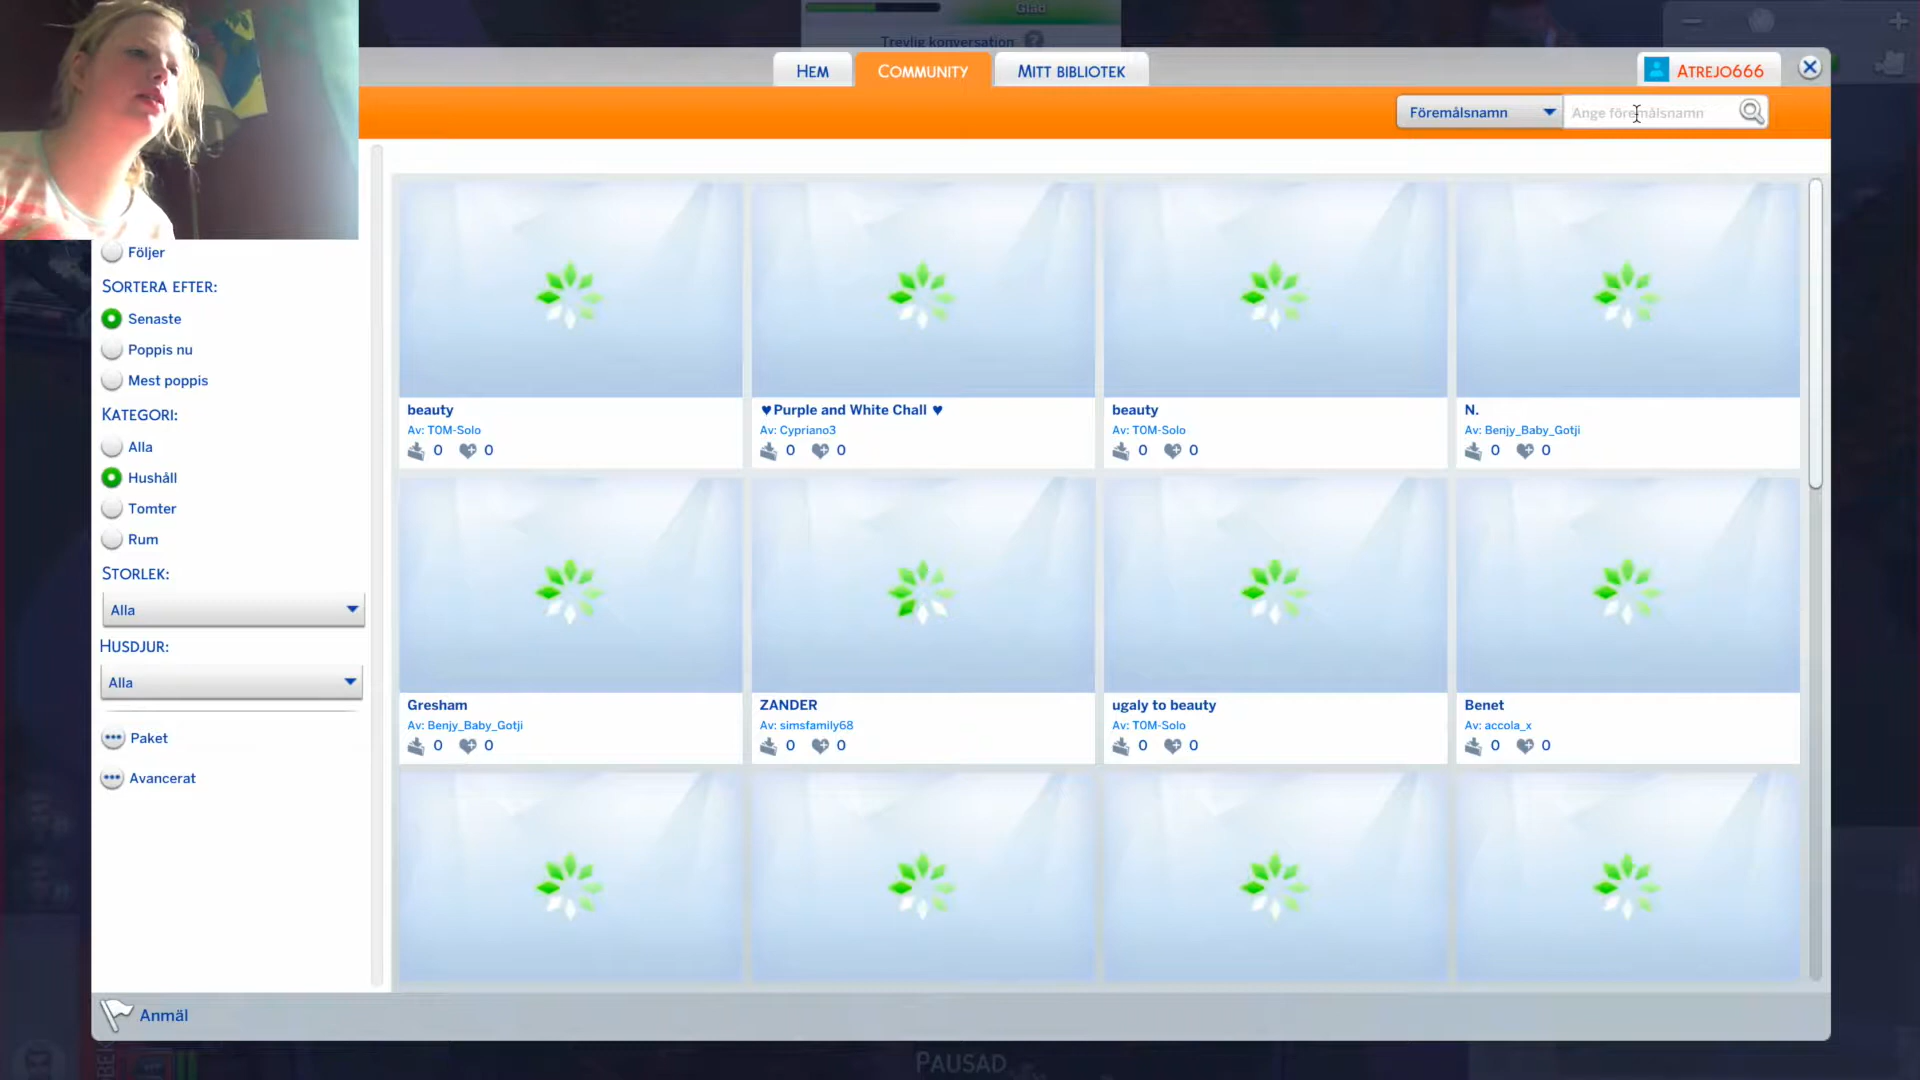 Glad
Trevlig konversation
HEM
COMMUNITY
MITT BIBLIOTEK
ATREJO666
Föremålsnamn
Ange föremålsnamn
Följer
SORTERA EFTER:
Senaste
Poppis nu
Mest poppis
KATEGORI:
Alla
Hushåll
Tomter
Rum
STORLEK:
Alla
HUSDJUR:
Alla
Paket
Avancerat
beauty
Av: TOM-Solo
0 0
♥Purple and White Chall ♥
Av: Cypriano3
0 0
beauty
Av: TOM-Solo
0 0
N.
Av: Benjy_Baby_Gotji
0 0
Gresham
Av: Benjy_Baby_Gotji
0 0
ZANDER
Av: simsfamily68
0 0
ugaly to beauty
Av: TOM-Solo
0 0
Benet
Av: accola_x
0 0
Anmäl
PAUSAD